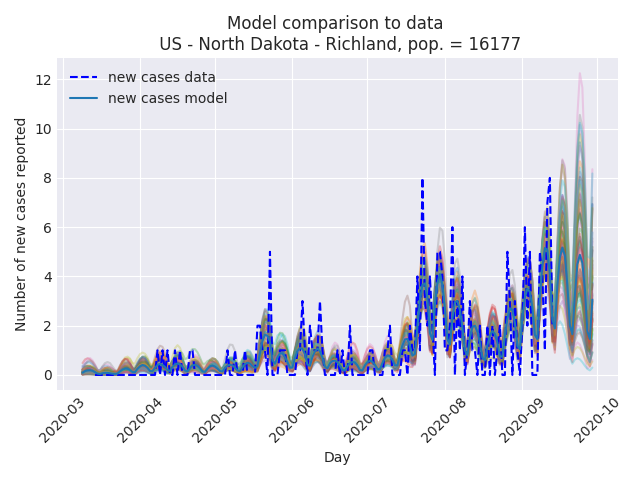 Model comparison to data
US - North Dakota - Richland, pop. = 16177
new cases data
new cases model
Number of new cases reported
12
10
8
6
4
2
0
2020-03
2020-04
2020-05
2020-06
2020-07
2020-08
2020-09
2020-10
Day